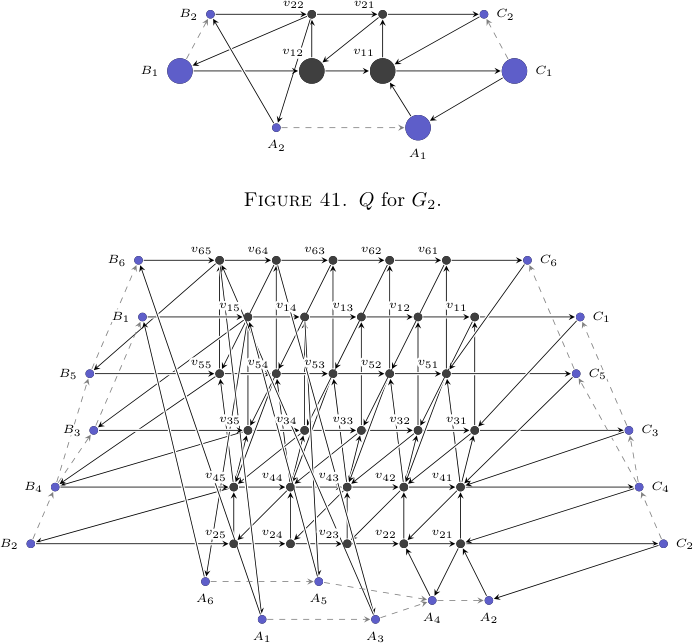 B₂ v₂₂ v₂₁ C₂
B₁ v₁₂ v₁₁ C₁
A₂ A₁
FIGURE 41. Q for G₂.
B₆ v₆₅ v₆₄ v₆₃ v₆₂ v₆₁ C₆
B₁ v₁₅ v₁₄ v₁₃ v₁₂ v₁₁ C₁
B₅ v₅₅ v₅₄ v₅₃ v₅₂ v₅₁ C₅
B₃ v₃₅ v₃₄ v₃₃ v₃₂ v₃₁ C₃
B₄ v₄₅ v₄₄ v₄₃ v₄₂ v₄₁ C₄
B₂ v₂₅ v₂₄ v₂₃ v₂₂ v₂₁ C₂
A₆ A₅ A₄ A₂
A₁ A₃